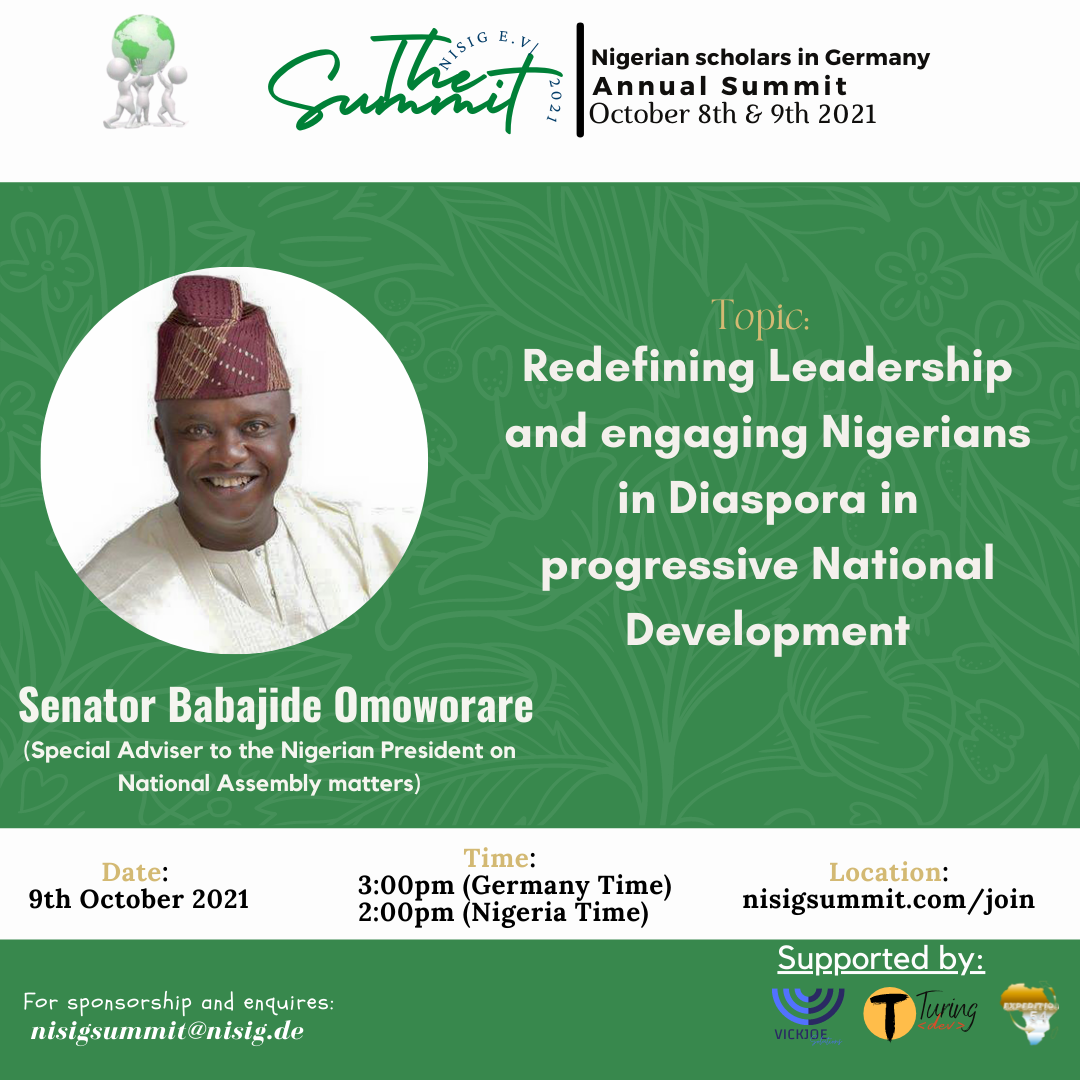 The
Summit
NISIG E.V
2021
Nigerian scholars in Germany
Annual Summit
October 8th & 9th 2021
Topic:
Redefining Leadership
and engaging Nigerians
in Diaspora in
progressive National
Development
Senator Babajide Omoworare
(Special Adviser to the Nigerian President on
National Assembly matters)
Date:
9th October 2021
Time:
3:00pm (Germany Time)
2:00pm (Nigeria Time)
Location:
nisigsummit.com/join
Supported by:
For sponsorship and enquires:
nisigsummit@nisig.de
VICKJOE
T Turing
<devs>